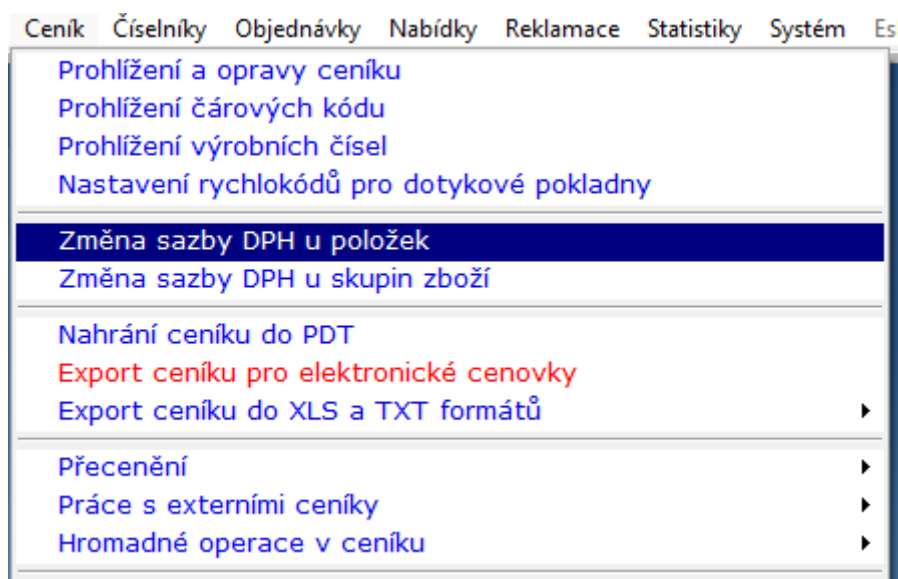 Ceník Číselníky Objednávky Nabídky Reklamace Statistiky Systém Es
Prohlížení a opravy ceníku
Prohlížení čárových kódu
Prohlížení výrobních čísel
Nastavení rychlokódů pro dotykové pokladny
Změna sazby DPH u položek
Změna sazby DPH u skupin zboží
Nahrání ceníku do PDT
Export ceníku pro elektronické cenovky
Export ceníku do XLS a TXT formátů
Přecenění
Práce s externími ceníky
Hromadné operace v ceníku